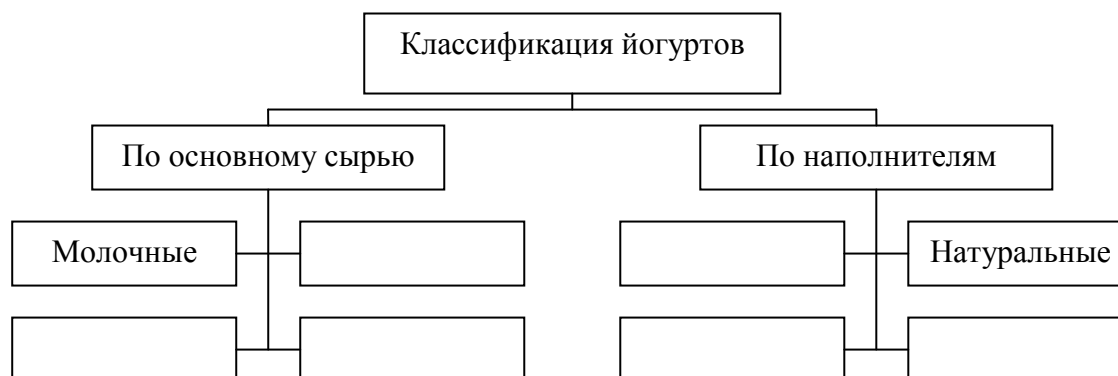 Классификация йогуртов
По основному сырью
По наполнителям
Молочные
Натуральные